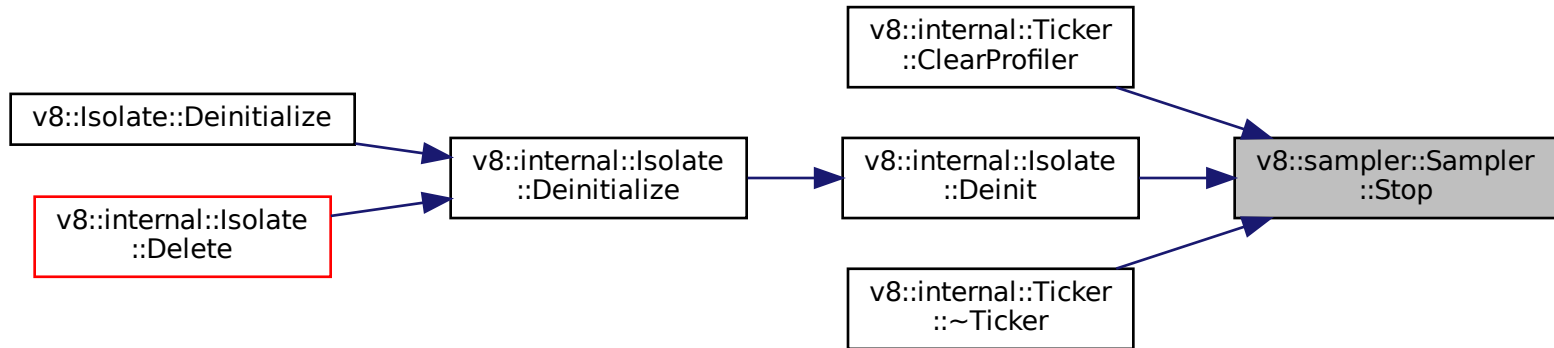 v8::internal::Ticker
::ClearProfiler
v8::Isolate::Deinitialize
v8::internal::Isolate
::Deinitialize
v8::internal::Isolate
::Deinit
v8::sampler::Sampler
::Stop
v8::internal::Isolate
::Delete
v8::internal::Ticker
::~Ticker